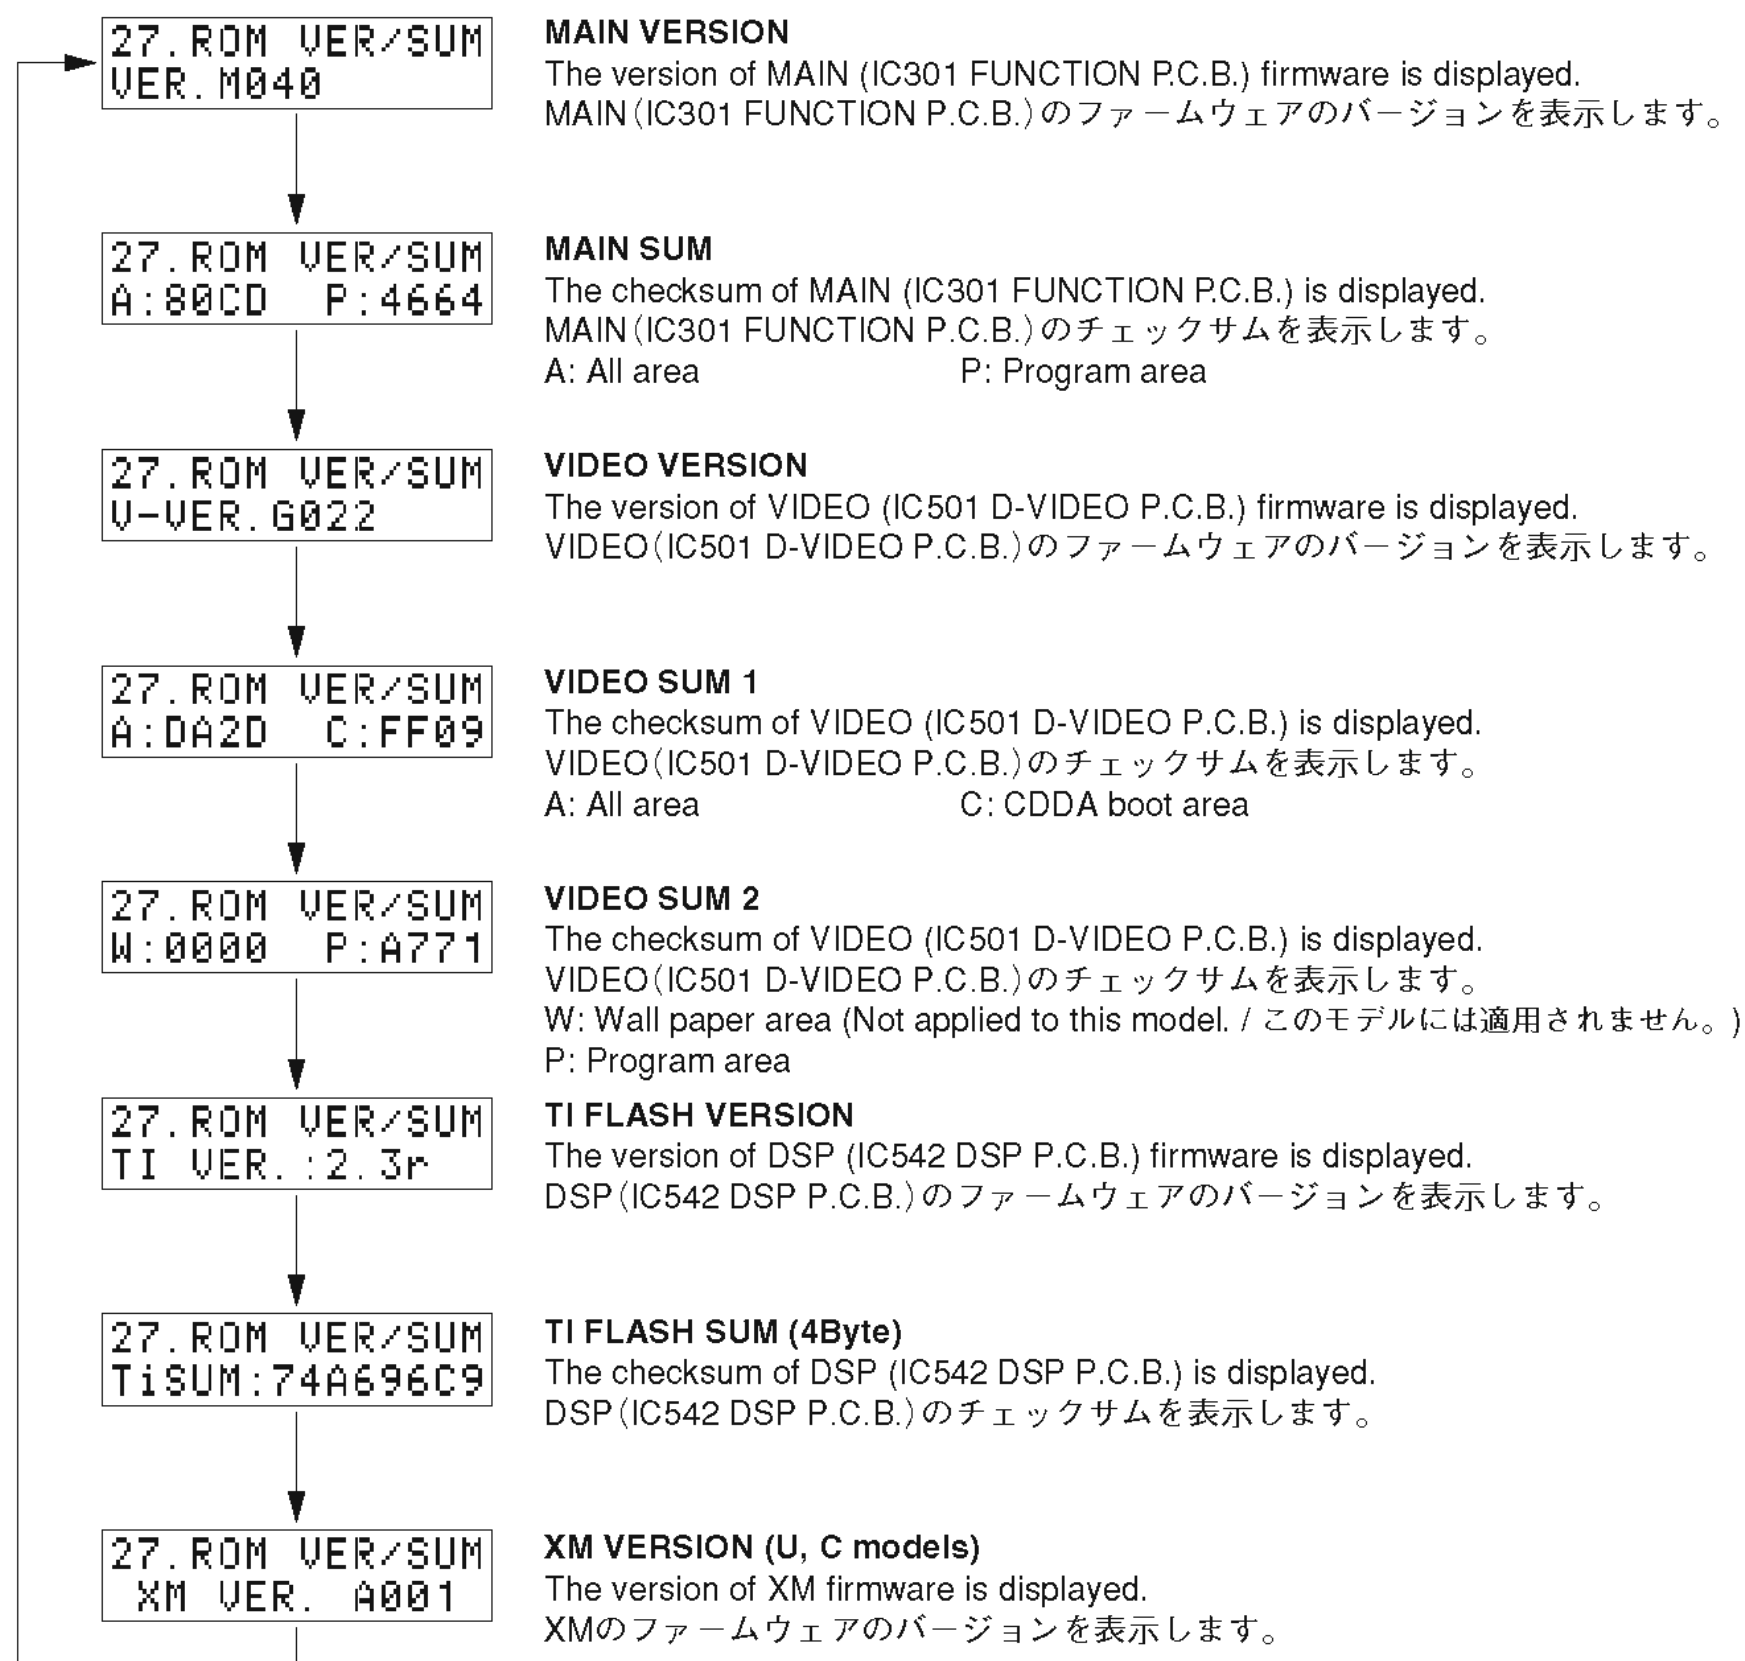 27.ROM VER/SUM
VER.M040
MAIN VERSION
The version of MAIN (IC301 FUNCTION P.C.B.) firmware is displayed.
MAIN(IC301 FUNCTION P.C.B.)のファームウェアのバージョンを表示します。
27.ROM VER/SUM
A:80CD P:4664
MAIN SUM
The checksum of MAIN (IC301 FUNCTION P.C.B.) is displayed.
MAIN(IC301 FUNCTION P.C.B.)のチェックサムを表示します。
A: All area P: Program area
27.ROM VER/SUM
V-VER.G022
VIDEO VERSION
The version of VIDEO (IC501 D-VIDEO P.C.B.) firmware is displayed.
VIDEO(IC501 D-VIDEO P.C.B.)のファームウェアのバージョンを表示します。
27.ROM VER/SUM
A:DA2D C:FF09
VIDEO SUM 1
The checksum of VIDEO (IC501 D-VIDEO P.C.B.) is displayed.
VIDEO(IC501 D-VIDEO P.C.B.)のチェックサムを表示します。
A: All area C: CDDA boot area
27.ROM VER/SUM
W:0000 P:A771
VIDEO SUM 2
The checksum of VIDEO (IC501 D-VIDEO P.C.B.) is displayed.
VIDEO(IC501 D-VIDEO P.C.B.)のチェックサムを表示します。
W: Wall paper area (Not applied to this model. / このモデルには適用されません。)
P: Program area
27.ROM VER/SUM
TI VER.:2.3r
TI FLASH VERSION
The version of DSP (IC542 DSP P.C.B.) firmware is displayed.
DSP(IC542 DSP P.C.B.)のファームウェアのバージョンを表示します。
27.ROM VER/SUM
TiSUM:74A696C9
TI FLASH SUM (4Byte)
The checksum of DSP (IC542 DSP P.C.B.) is displayed.
DSP(IC542 DSP P.C.B.)のチェックサムを表示します。
27.ROM VER/SUM
XM VER. A001
XM VERSION (U, C models)
The version of XM firmware is displayed.
XMのファームウェアのバージョンを表示します。